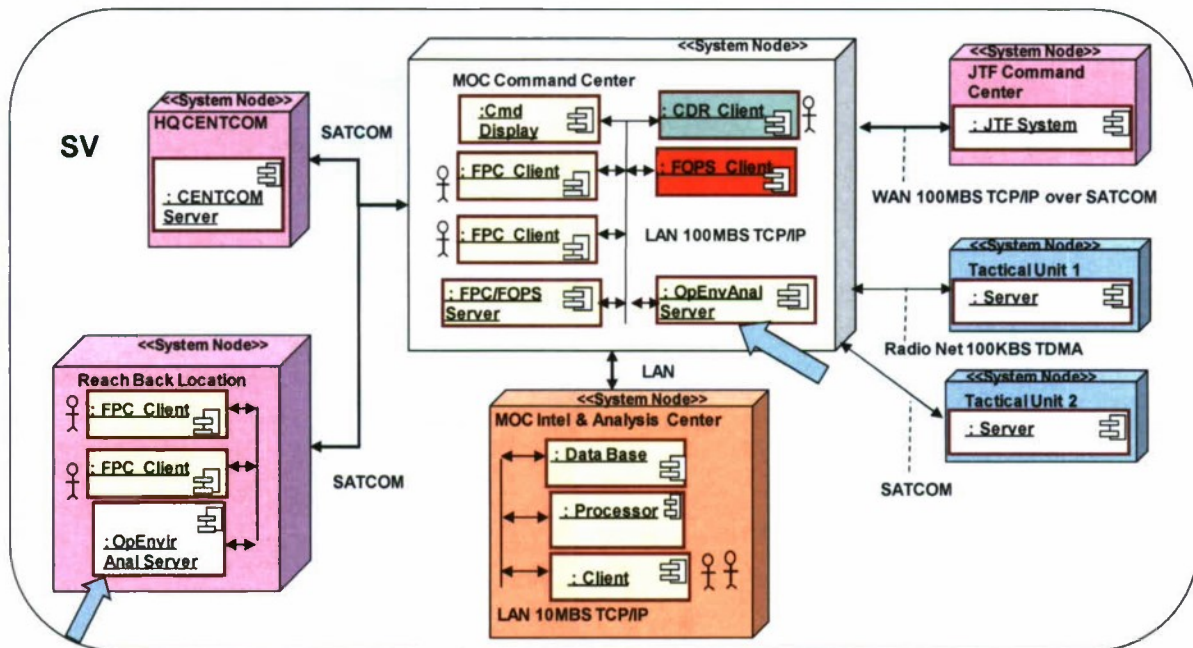 SV
<<System Node>>
HQ CENTCOM
: CENTCOM
Server
SATCOM
<<System Node>>
MOC Command Center
:Cmd
Display
: CDR Client
: FPC Client
: FOPS Client
: FPC Client
LAN 100MBS TCP/IP
: FPC/FOPS
Server
: OpEnvAnal
Server
<<System Node>>
JTF Command
Center
: JTF System
WAN 100MBS TCP/IP over SATCOM
<<System Node>>
Tactical Unit 1
: Server
Radio Net 100KBS TDMA
<<System Node>>
Tactical Unit 2
: Server
SATCOM
<<System Node>>
Reach Back Location
: FPC Client
: FPC Client
:OpEnvir
Anal Server
SATCOM
LAN
<<System Node>>
MOC Intel & Analysis Center
: Data Base
: Processor
: Client
LAN 10MBS TCP/IP